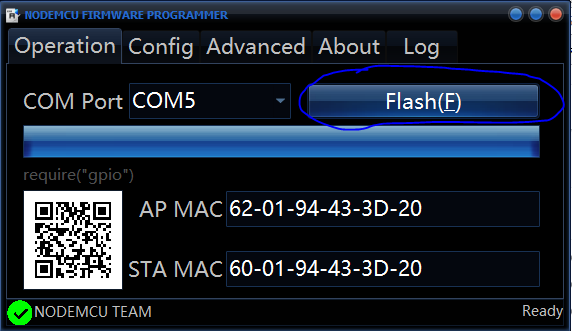 NODEMCU FIRMWARE PROGRAMMER
Operation Config Advanced About Log
COM Port COM5 Flash(F)
require("gpio")
AP MAC 62-01-94-43-3D-20
STA MAC 60-01-94-43-3D-20
NODEMCU TEAM Ready